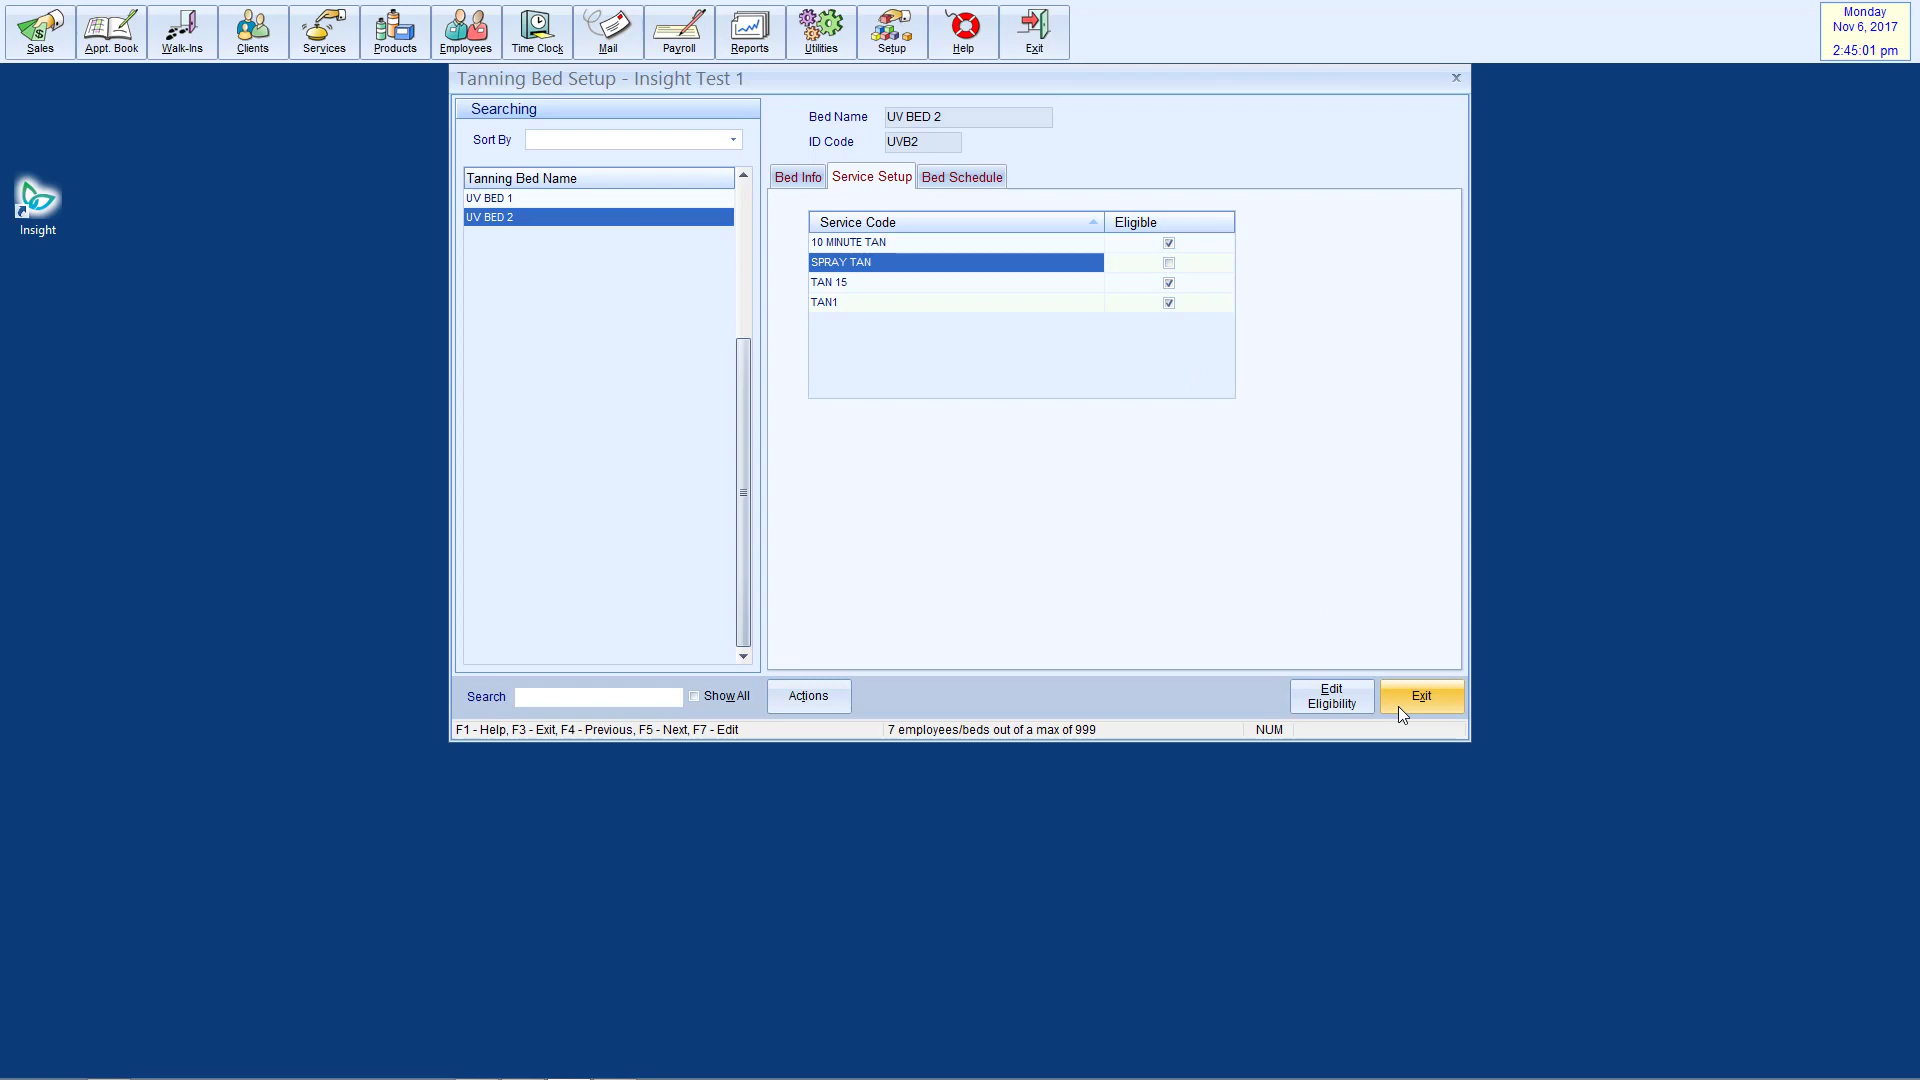 Sales Appt. Book Walk-Ins Clients Services Products Employees Time Clock Mail Payroll Reports Utilities Setup Help Exit
Monday
Nov 6, 2017
2:45:01 pm
Tanning Bed Setup - Insight Test 1
Searching
Sort By
Tanning Bed Name
UV BED 1
UV BED 2
Bed Name UV BED 2
ID Code UVB2
Bed Info Service Setup Bed Schedule
Service Code Eligible
10 MINUTE TAN
SPRAY TAN
TAN 15
TAN1
Insight
Search Show All Actions Edit Eligibility Exit
F1 - Help, F3 - Exit, F4 - Previous, F5 - Next, F7 - Edit 7 employees/beds out of a max of 999 NUM